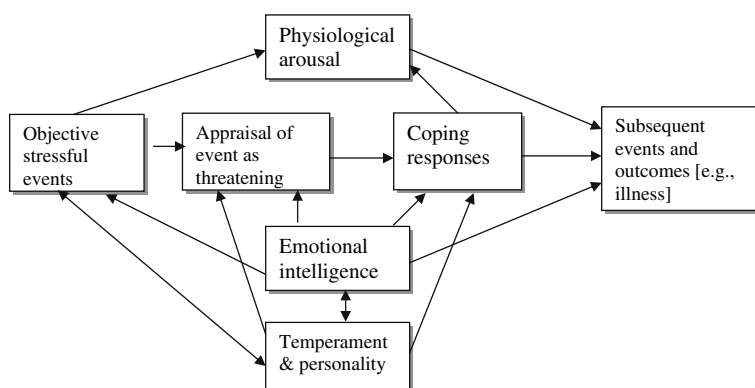 Physiological
arousal
Objective
stressful
events
Appraisal of
event as
threatening
Coping
responses
Subsequent
events and
outcomes [e.g.,
illness]
Emotional
intelligence
Temperament
& personality